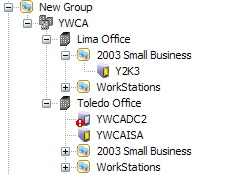 New Group
YWCA
Lima Office
2003 Small Business
Y2K3
WorkStations
Toledo Office
YWCADC2
YWCAISA
2003 Small Business
WorkStations